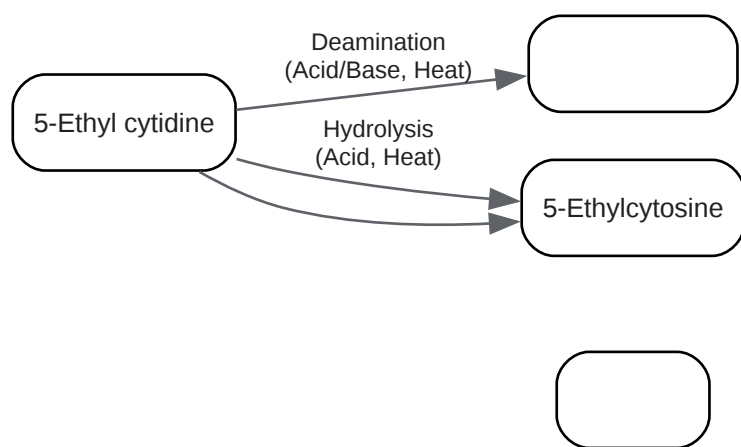 Deamination
(Acid/Base, Heat)
5-Ethyl cytidine
Hydrolysis
(Acid, Heat)
5-Ethylcytosine